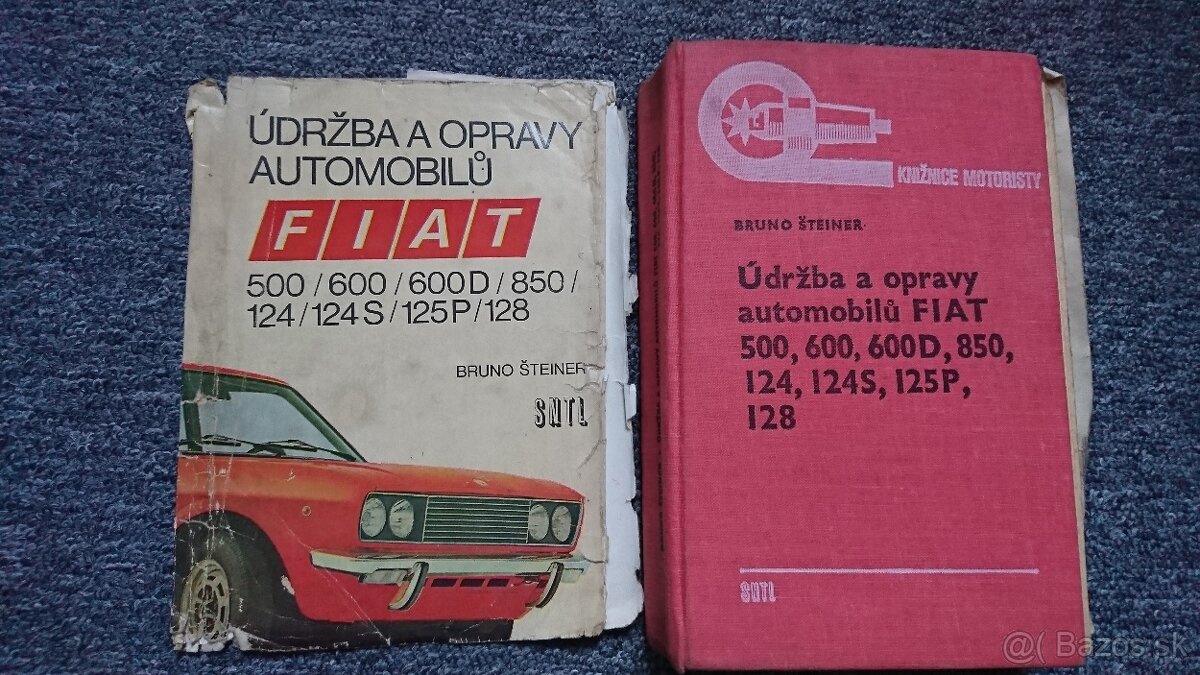 ÚDRŽBA A OPRAVY
AUTOMOBILŮ
FIAT
500/600/600D/850/
124/124S/125P/128
BRUNO ŠTEINER
SNTL
KNIŽNICE MOTORISTY
BRUNO ŠTEINER
Údržba a opravy
automobilů FIAT
500, 600, 600D, 850,
124, 124S, 125P,
128
SNTL
@( Bazos.sk